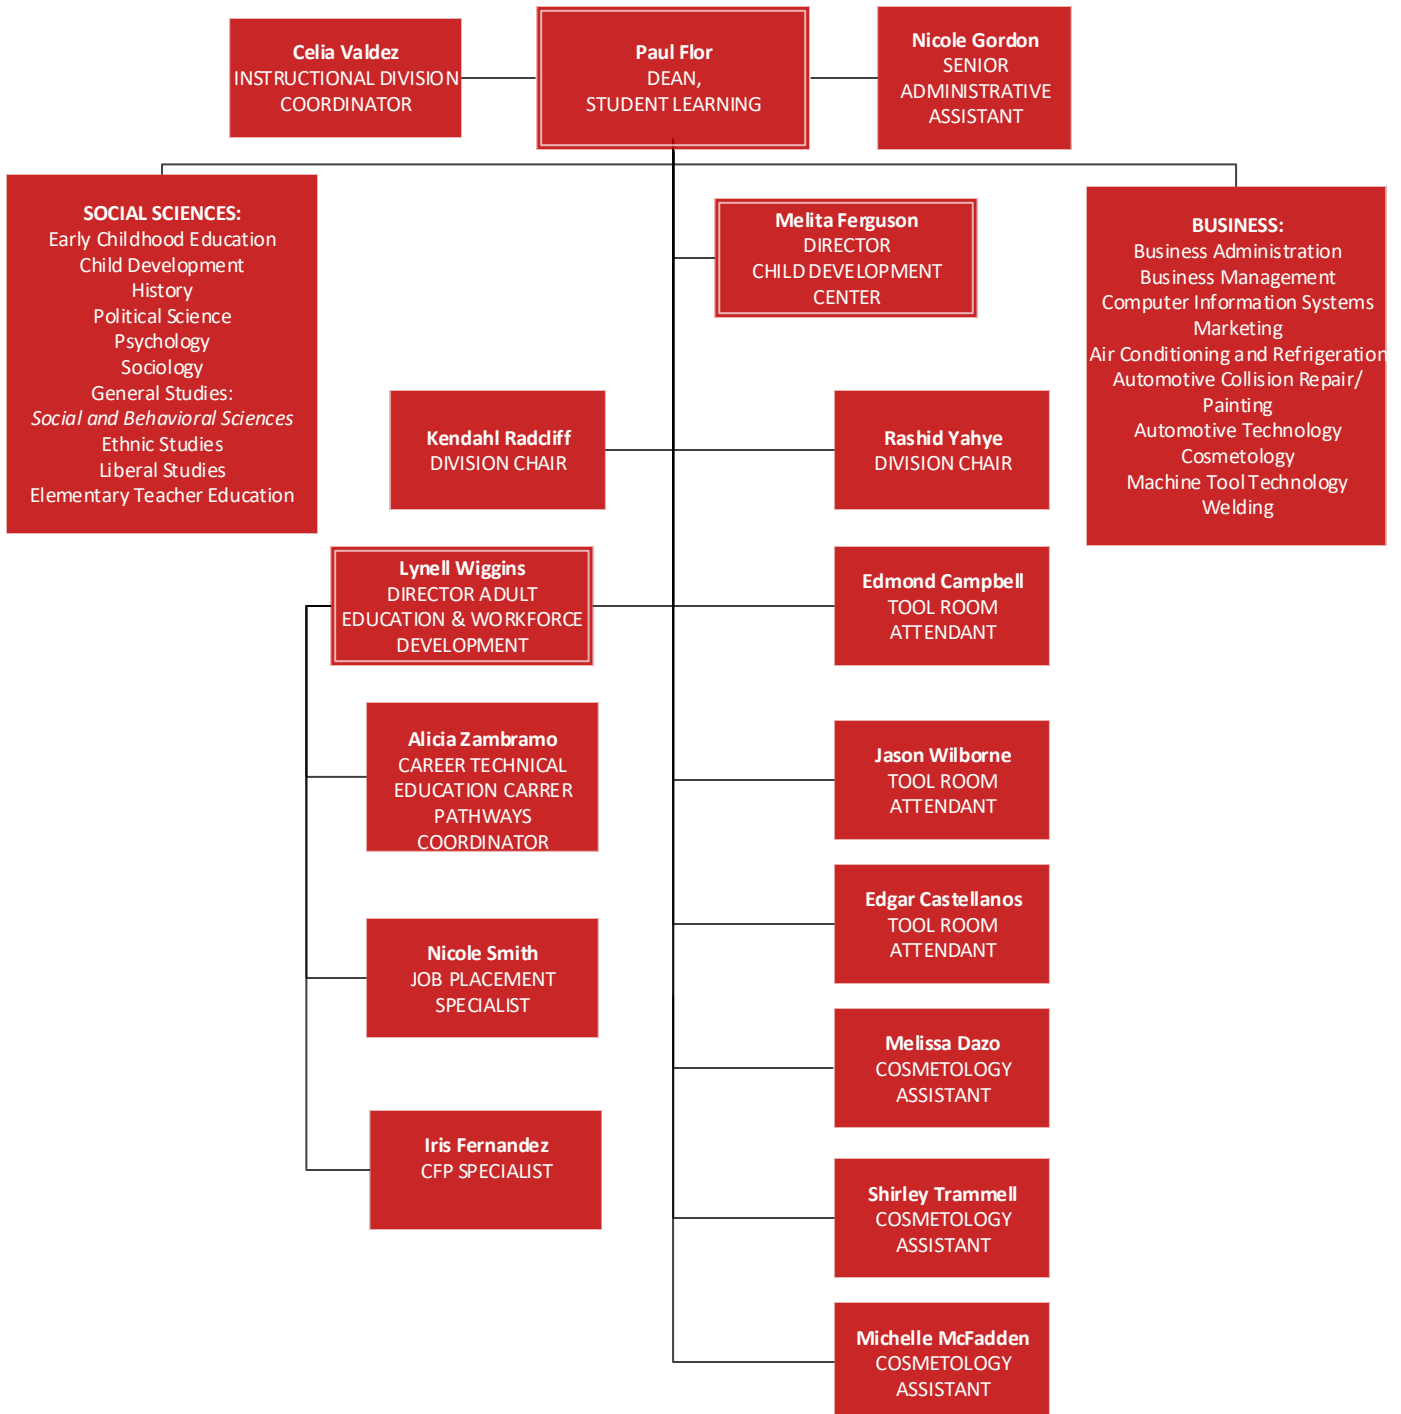 Celia Valdez
INSTRUCTIONAL DIVISION
COORDINATOR
Paul Flor
DEAN,
STUDENT LEARNING
Nicole Gordon
SENIOR
ADMINISTRATIVE
ASSISTANT
SOCIAL SCIENCES:
Early Childhood Education
Child Development
History
Political Science
Psychology
Sociology
General Studies:
Social and Behavioral Sciences
Ethnic Studies
Liberal Studies
Elementary Teacher Education
Melita Ferguson
DIRECTOR
CHILD DEVELOPMENT
CENTER
BUSINESS:
Business Administration
Business Management
Computer Information Systems
Marketing
Air Conditioning and Refrigeration
Automotive Collision Repair/
Painting
Automotive Technology
Cosmetology
Machine Tool Technology
Welding
Kendahl Radcliff
DIVISION CHAIR
Rashid Yahye
DIVISION CHAIR
Lynell Wiggins
DIRECTOR ADULT
EDUCATION & WORKFORCE
DEVELOPMENT
Edmond Campbell
TOOL ROOM
ATTENDANT
Alicia Zambramo
CAREER TECHNICAL
EDUCATION CARRER
PATHWAYS
COORDINATOR
Jason Wilborne
TOOL ROOM
ATTENDANT
Edgar Castellanos
TOOL ROOM
ATTENDANT
Nicole Smith
JOB PLACEMENT
SPECIALIST
Melissa Dazo
COSMETOLOGY
ASSISTANT
Iris Fernandez
CFP SPECIALIST
Shirley Trammell
COSMETOLOGY
ASSISTANT
Michelle McFadden
COSMETOLOGY
ASSISTANT